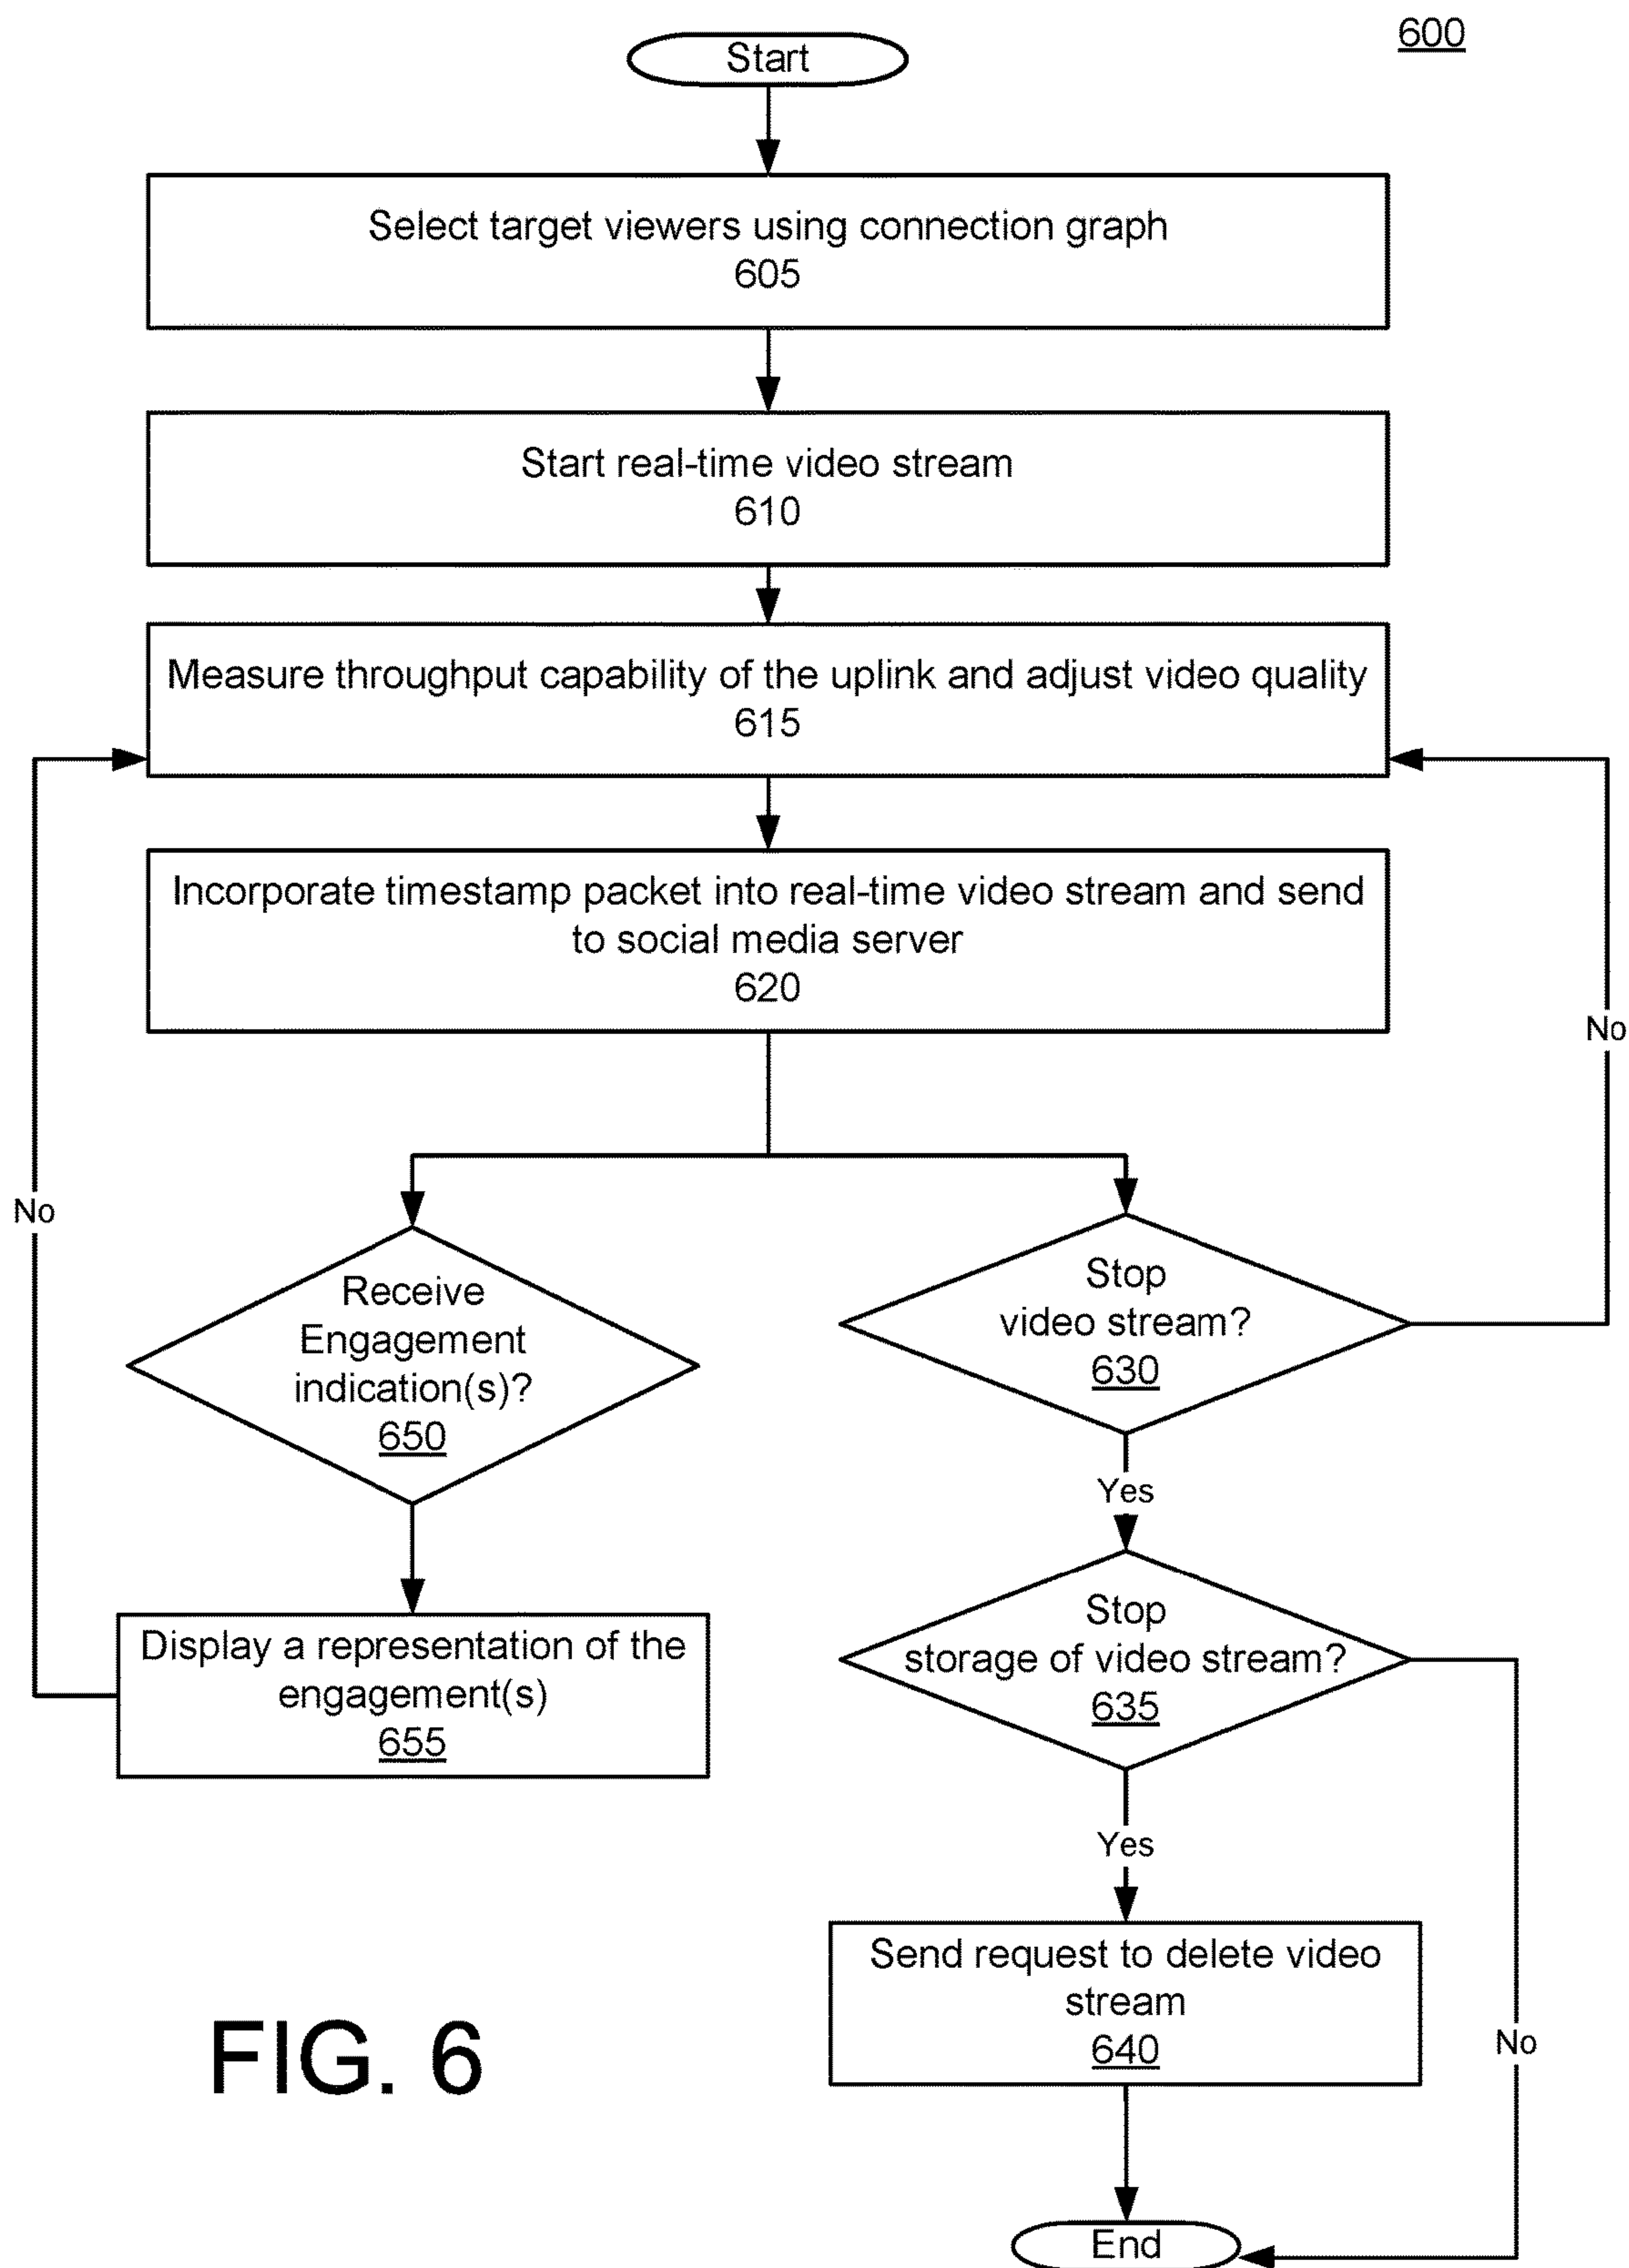 600
Start
Select target viewers using connection graph
605
Start real-time video stream
610
Measure throughput capability of the uplink and adjust video quality
615
Incorporate timestamp packet into real-time video stream and send
to social media server
620
No
No
Receive
Engagement
indication(s)?
650
Stop
video stream?
630
Yes
Display a representation of the
engagement(s)
655
Stop
storage of video stream?
635
Yes
Send request to delete video
stream
640
No
End
FIG. 6